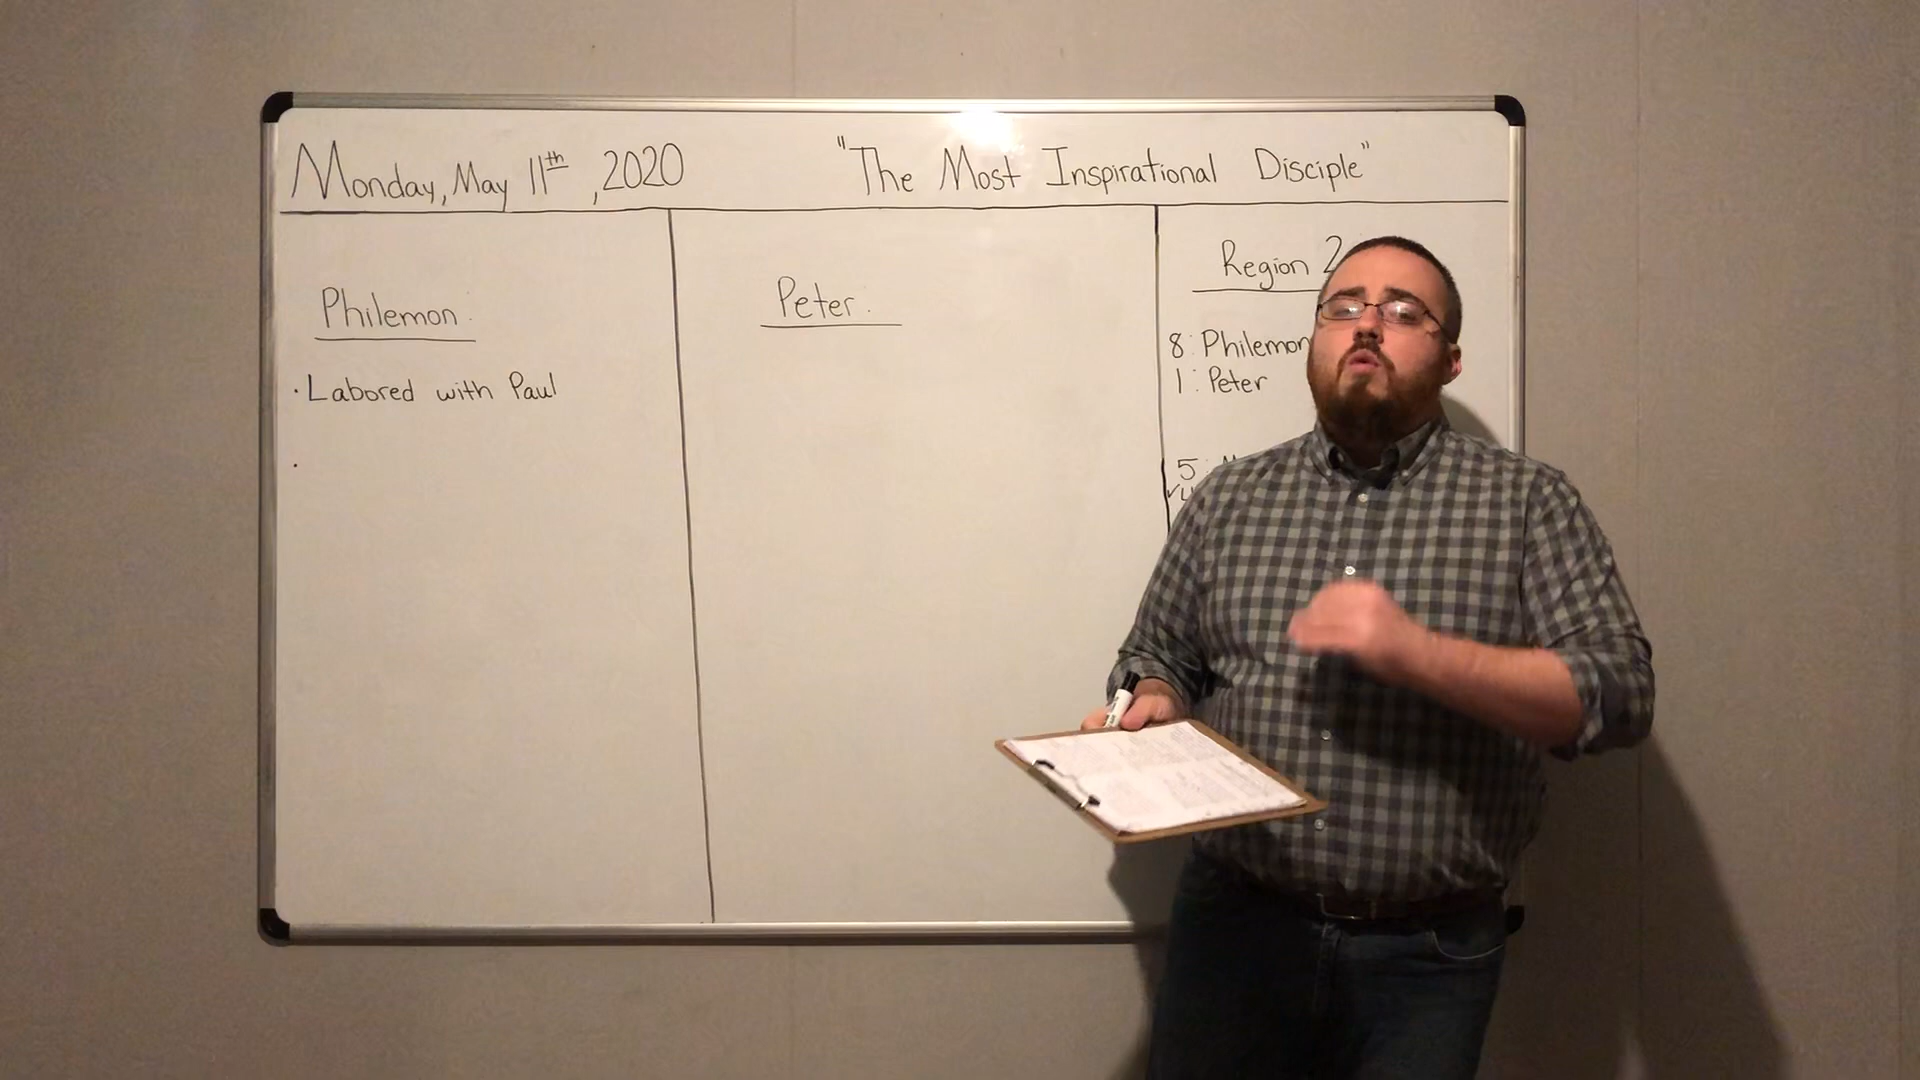 Monday, May 11th, 2020
"The Most Inspirational Disciple"
Philemon
· Labored with Paul
·
Peter
Region 2
8: Philemon
1: Peter
5: